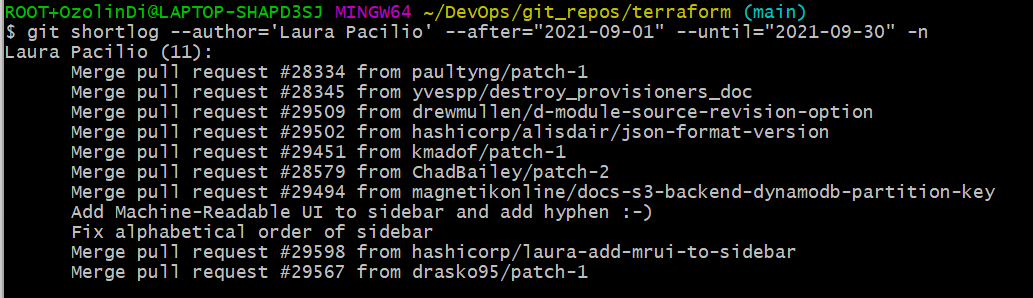 ROOT+OzolinDi@LAPTOP-SHAPD3SJ MINGW64 ~/DevOps/git_repos/terraform (main)
$ git shortlog --author='Laura Pacilio' --after="2021-09-01" --until="2021-09-30" -n
Laura Pacilio (11):
      Merge pull request #28334 from paultyng/patch-1
      Merge pull request #28345 from yvespp/destroy_provisioners_doc
      Merge pull request #29509 from drewmullen/d-module-source-revision-option
      Merge pull request #29502 from hashicorp/alisdair/json-format-version
      Merge pull request #29451 from kmadof/patch-1
      Merge pull request #28579 from ChadBailey/patch-2
      Merge pull request #29494 from magnetikonline/docs-s3-backend-dynamodb-partition-key
      Add Machine-Readable UI to sidebar and add hyphen :-)
      Fix alphabetical order of sidebar
      Merge pull request #29598 from hashicorp/laura-add-mrui-to-sidebar
      Merge pull request #29567 from drasko95/patch-1